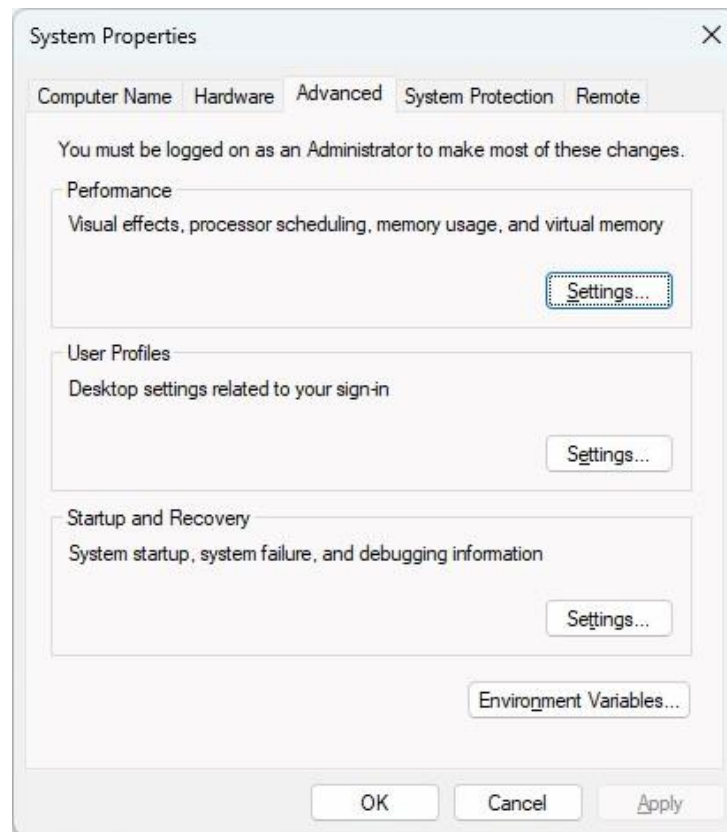 System Properties
Computer Name Hardware Advanced System Protection Remote
You must be logged on as an Administrator to make most of these changes.
Performance
Visual effects, processor scheduling, memory usage, and virtual memory
Settings...
User Profiles
Desktop settings related to your sign-in
Settings...
Startup and Recovery
System startup, system failure, and debugging information
Settings...
Environment Variables...
OK Cancel Apply